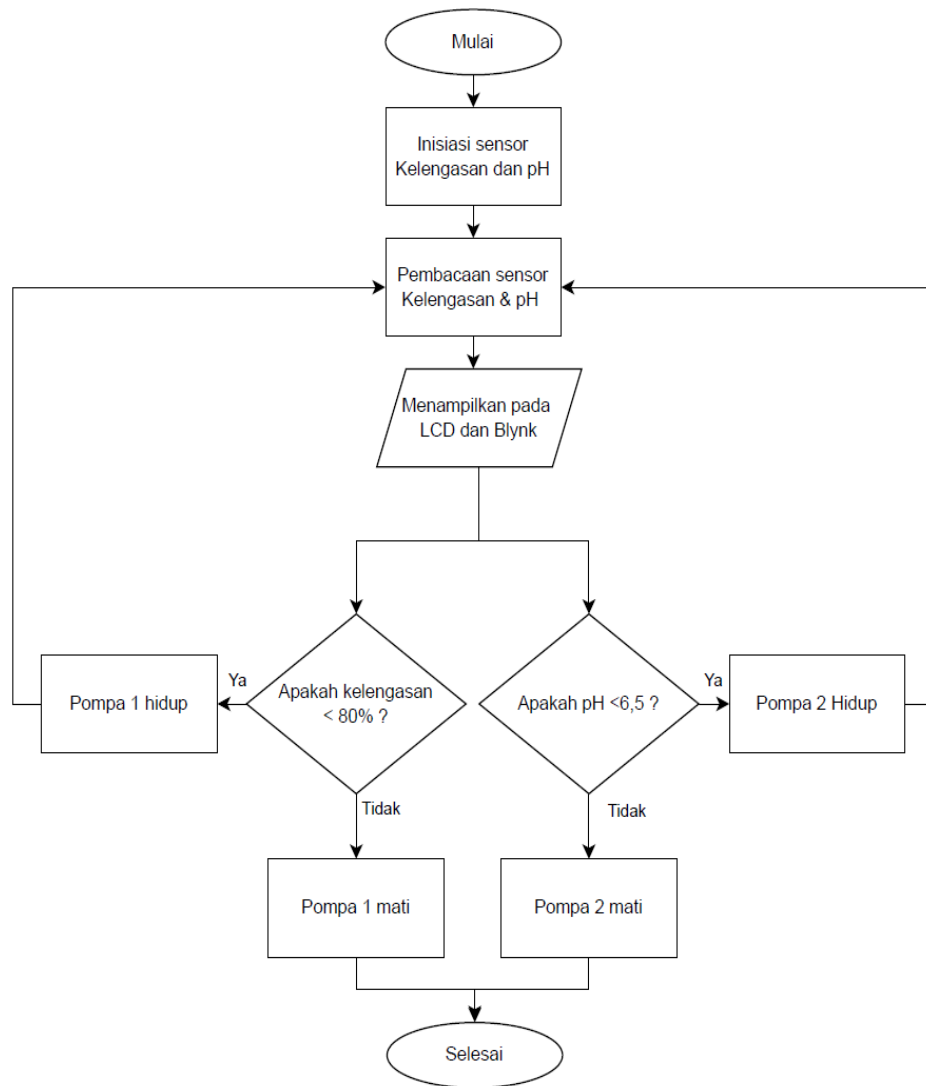 Mulai
Inisiasi sensor
Kelengasan dan pH
Pembacaan sensor
Kelengasan & pH
Menampilkan pada
LCD dan Blynk
Pompa 1 hidup
Ya
Apakah kelengasan
< 80% ?
Apakah pH <6,5 ?
Ya
Pompa 2 Hidup
Tidak
Tidak
Pompa 1 mati
Pompa 2 mati
Selesai